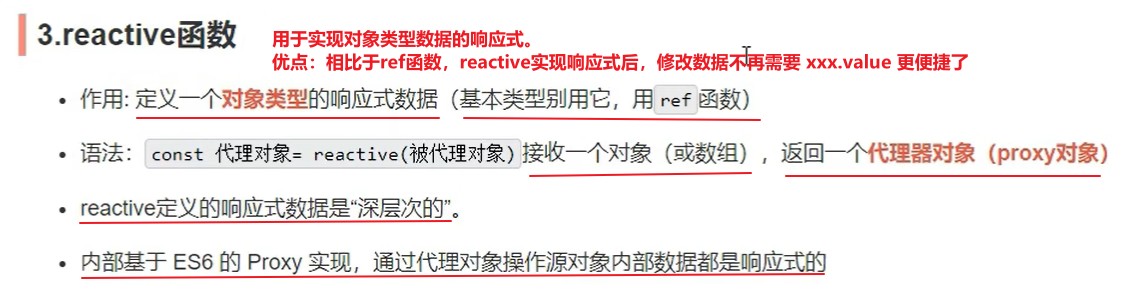 3.reactive函数
用于实现对象类型数据的响应式。
优点：相比于ref函数，reactive实现响应式后，修改数据不再需要 xxx.value 更便捷了
• 作用: 定义一个对象类型的响应式数据（基本类型别用它，用ref函数）
• 语法：const 代理对象= reactive(被代理对象)接收一个对象（或数组），返回一个代理器对象（proxy对象）
• reactive定义的响应式数据是“深层次的”。
• 内部基于 ES6 的 Proxy 实现，通过代理对象操作源对象内部数据都是响应式的